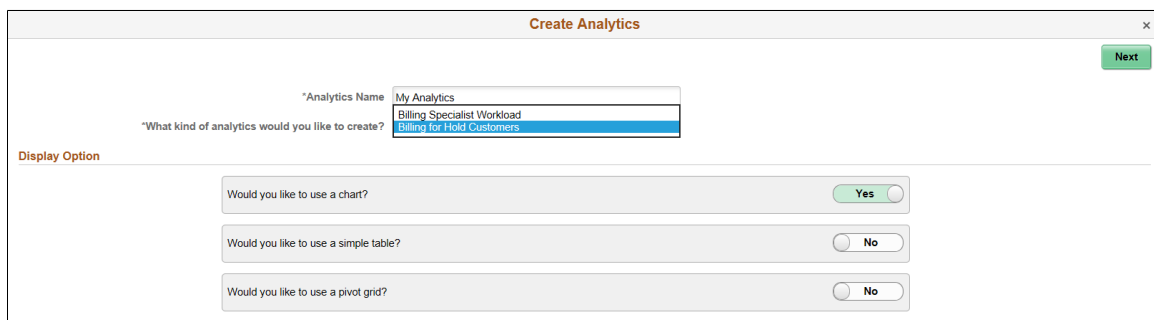 Create Analytics
×
Next
*Analytics Name My Analytics
Billing Specialist Workload
*What kind of analytics would you like to create? Billing for Hold Customers
Display Option
Would you like to use a chart? Yes
Would you like to use a simple table? No
Would you like to use a pivot grid? No